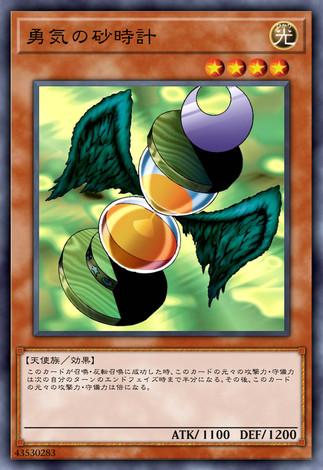 勇気の砂時計
光
【天使族／効果】
このカードが召喚・反転召喚に成功した時、このカードの元々の攻撃力・守備力
は次の自分のターンのエンドフェイズ時まで半分になる。その後、このカード
の元々の攻撃力・守備力は倍になる。
ATK/ 1100 DEF/1200
43530283